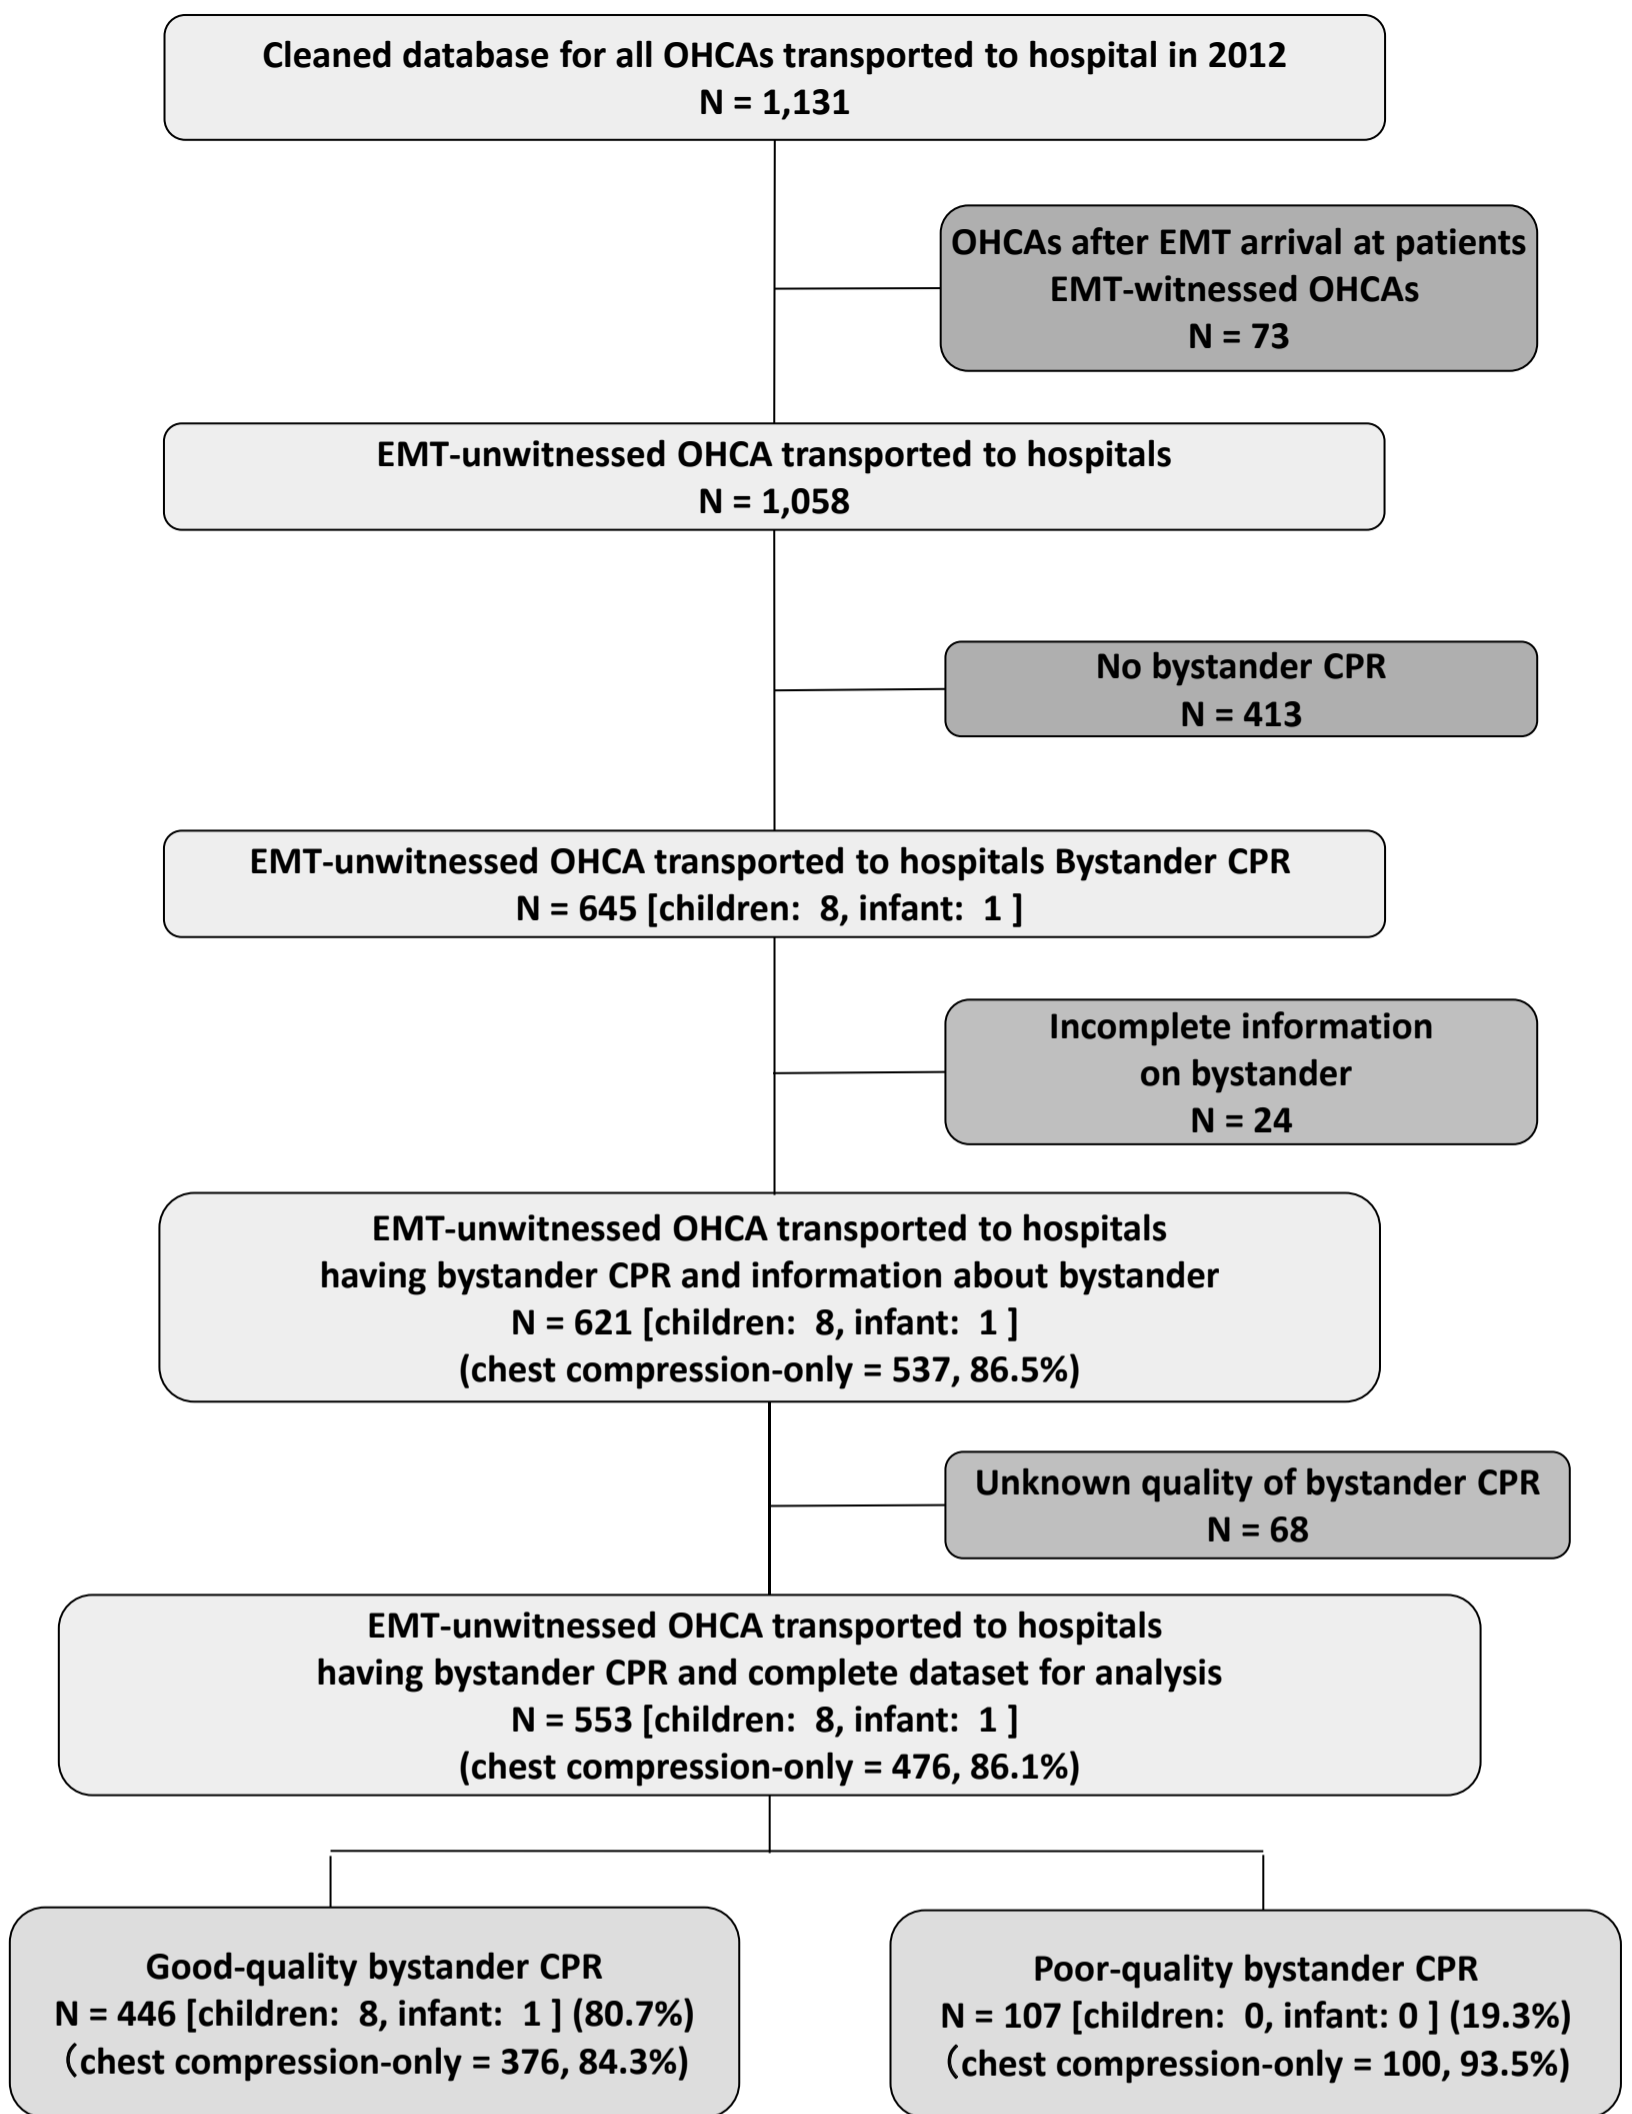 Cleaned database for all OHCAs transported to hospital in 2012
N = 1,131
OHCAs after EMT arrival at patients
EMT-witnessed OHCAs
N = 73
EMT-unwitnessed OHCA transported to hospitals
N = 1,058
No bystander CPR
N = 413
EMT-unwitnessed OHCA transported to hospitals Bystander CPR
N = 645 [children:  8, infant:  1 ]
Incomplete information
on bystander
N = 24
EMT-unwitnessed OHCA transported to hospitals
having bystander CPR and information about bystander
N = 621 [children:  8, infant:  1 ]
(chest compression-only = 537, 86.5%)
Unknown quality of bystander CPR
N = 68
EMT-unwitnessed OHCA transported to hospitals
having bystander CPR and complete dataset for analysis
N = 553 [children:  8, infant:  1 ]
(chest compression-only = 476, 86.1%)
Good-quality bystander CPR
N = 446 [children:  8, infant:  1 ] (80.7%)
（chest compression-only = 376, 84.3%)
Poor-quality bystander CPR
N = 107 [children:  0, infant: 0 ] (19.3%)
（chest compression-only = 100, 93.5%)